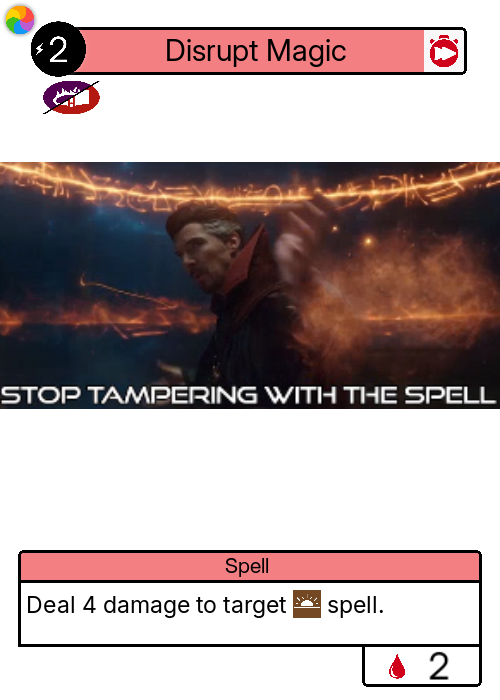 2
Disrupt Magic
STOP TAMPERING WITH THE SPELL
Spell
Deal 4 damage to target spell.
2